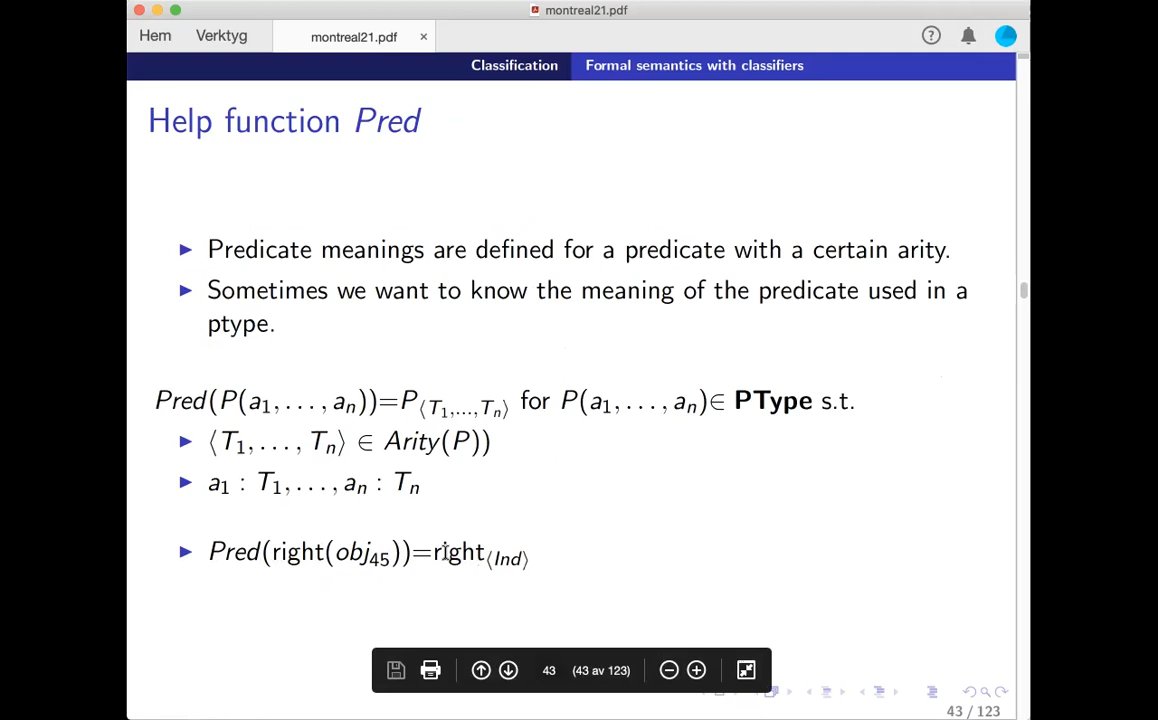 montreal21.pdf
Hem Verktyg montreal21.pdf ×
Classification Formal semantics with classifiers
Help function Pred
▶ Predicate meanings are defined for a predicate with a certain arity.
▶ Sometimes we want to know the meaning of the predicate used in a
ptype.
Pred(P(a₁, . . . , aₙ))=P⟨T₁,...,Tₙ⟩ for P(a₁, . . . , aₙ)∈ PType s.t.
▶ ⟨T₁, . . . , Tₙ⟩ ∈ Arity(P))
▶ a₁ : T₁, . . . , aₙ : Tₙ
▶ Pred(right(obj₄₅))=right⟨Ind⟩
43 (43 av 123)
43 / 123